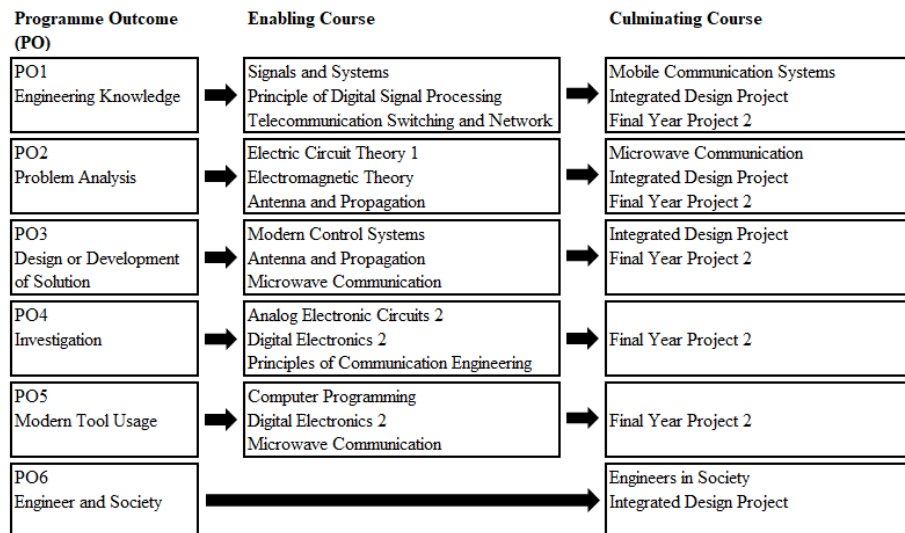 Programme Outcome
(PO)
Enabling Course
Culminating Course
PO1
Engineering Knowledge
Signals and Systems
Principle of Digital Signal Processing
Telecommunication Switching and Network
Mobile Communication Systems
Integrated Design Project
Final Year Project 2
PO2
Problem Analysis
Electric Circuit Theory 1
Electromagnetic Theory
Antenna and Propagation
Microwave Communication
Integrated Design Project
Final Year Project 2
PO3
Design or Development
of Solution
Modern Control Systems
Antenna and Propagation
Microwave Communication
Integrated Design Project
Final Year Project 2
PO4
Investigation
Analog Electronic Circuits 2
Digital Electronics 2
Principles of Communication Engineering
Final Year Project 2
PO5
Modern Tool Usage
Computer Programming
Digital Electronics 2
Microwave Communication
Final Year Project 2
PO6
Engineer and Society
Engineers in Society
Integrated Design Project